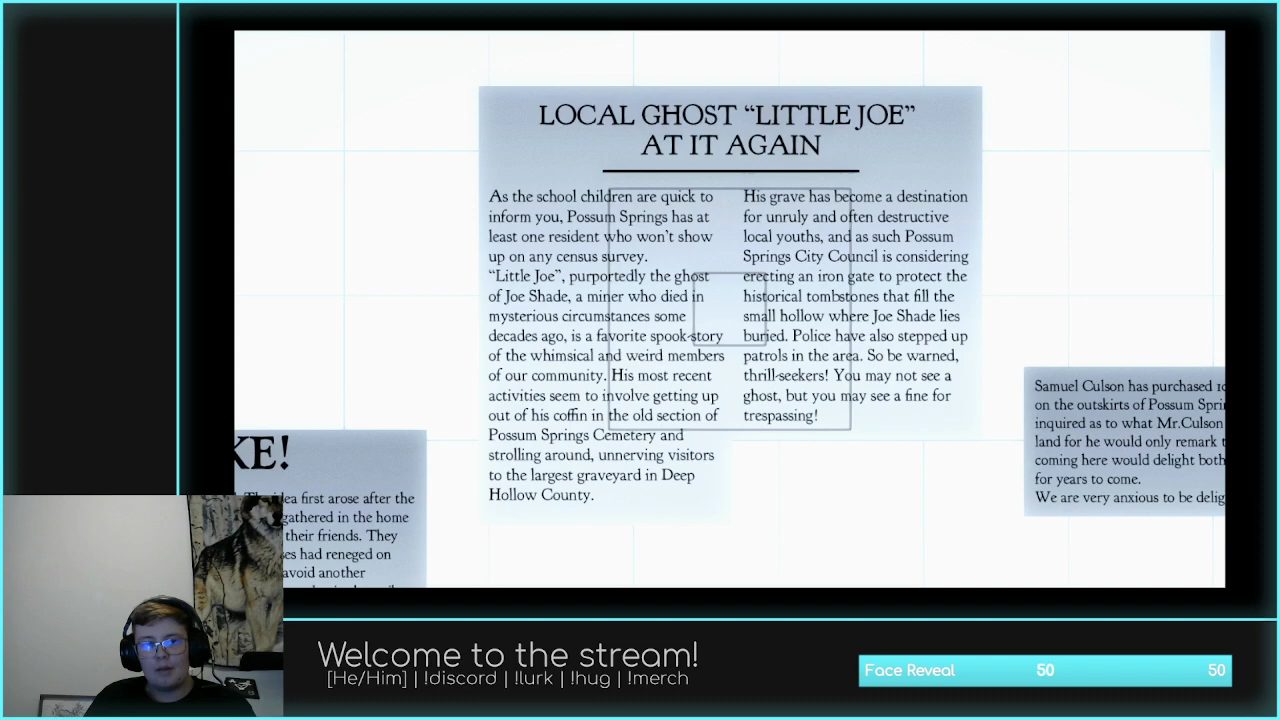 LOCAL GHOST “LITTLE JOE”
AT IT AGAIN
As the school children are quick to
inform you, Possum Springs has at
least one resident who won’t show
up on any census survey.
“Little Joe”, purportedly the ghost
of Joe Shade, a miner who died in
mysterious circumstances some
decades ago, is a favorite spook-story
of the whimsical and weird members
of our community. His most recent
activities seem to involve getting up
out of his coffin in the old section of
Possum Springs Cemetery and
strolling around, unnerving visitors
to the largest graveyard in Deep
Hollow County.
His grave has become a destination
for unruly and often destructive
local youths, and as such Possum
Springs City Council is considering
erecting an iron gate to protect the
historical tombstones that fill the
small hollow where Joe Shade lies
buried. Police have also stepped up
patrols in the area. So be warned,
thrill-seekers! You may not see a
ghost, but you may see a fine for
trespassing!
KE!
The idea first arose after the
gathered in the home
their friends. They
had reneged on
avoid another
Samuel Culson has purchased
on the outskirts of Possum
inquired as to what Mr.Culson
land for he would only remark
coming here would delight both
for years to come.
We are very anxious to be
Welcome to the stream!
[He/Him] | !discord | !lurk | !hug | !merch
Face Reveal 50 50